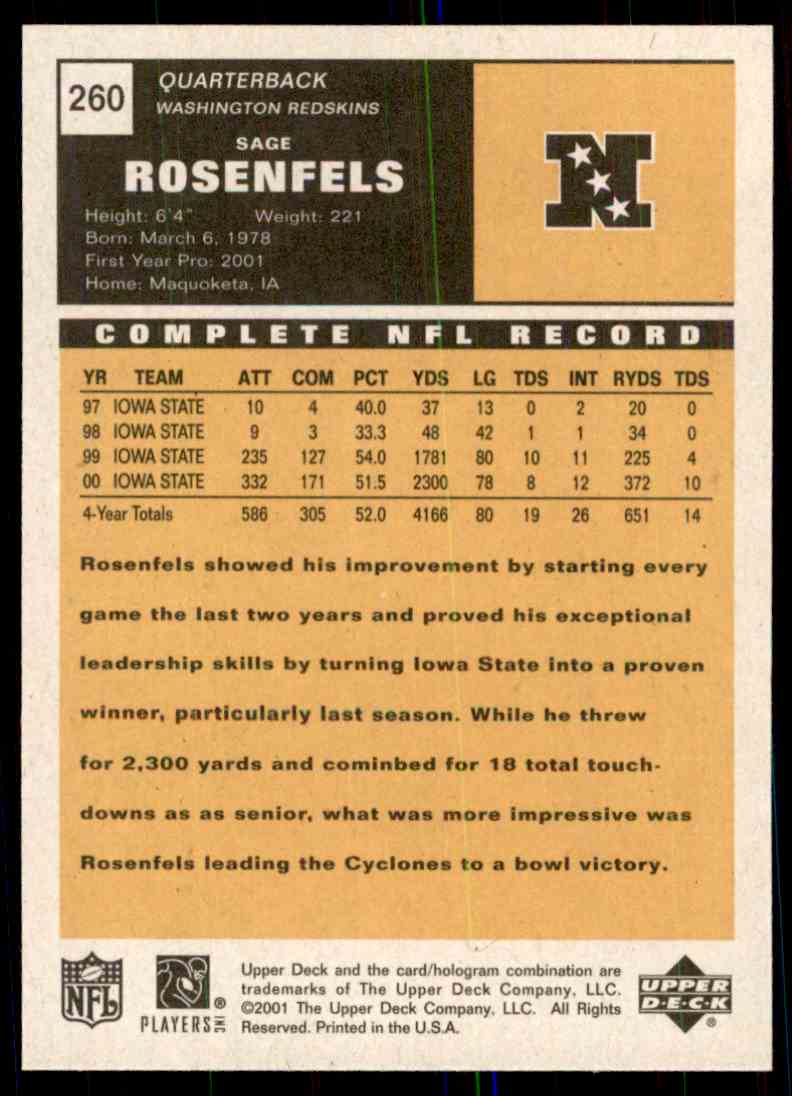 260
QUARTERBACK
WASHINGTON REDSKINS
SAGE
ROSENFELS
Height: 6'4" Weight: 221
Born: March 6, 1978
First Year Pro: 2001
Home: Maquoketa, IA
N
COMPLETE NFL RECORD
YR TEAM ATT COM PCT YDS LG TDS INT RYDS TDS
97 IOWA STATE 10 4 40.0 37 13 0 2 20 0
98 IOWA STATE 9 3 33.3 48 42 1 1 34 0
99 IOWA STATE 235 127 54.0 1781 80 10 11 225 4
00 IOWA STATE 332 171 51.5 2300 78 8 12 372 10
4-Year Totals 586 305 52.0 4166 80 19 26 651 14
Rosenfels showed his improvement by starting every
game the last two years and proved his exceptional
leadership skills by turning Iowa State into a proven
winner, particularly last season. While he threw
for 2,300 yards and cominbed for 18 total touch-
downs as as senior, what was more impressive was
Rosenfels leading the Cyclones to a bowl victory.
NFL
PLAYERS INC ®
Upper Deck and the card/hologram combination are
trademarks of The Upper Deck Company, LLC.
©2001 The Upper Deck Company, LLC. All Rights
Reserved. Printed in the U.S.A.
UPPER
D·E·C·K
®